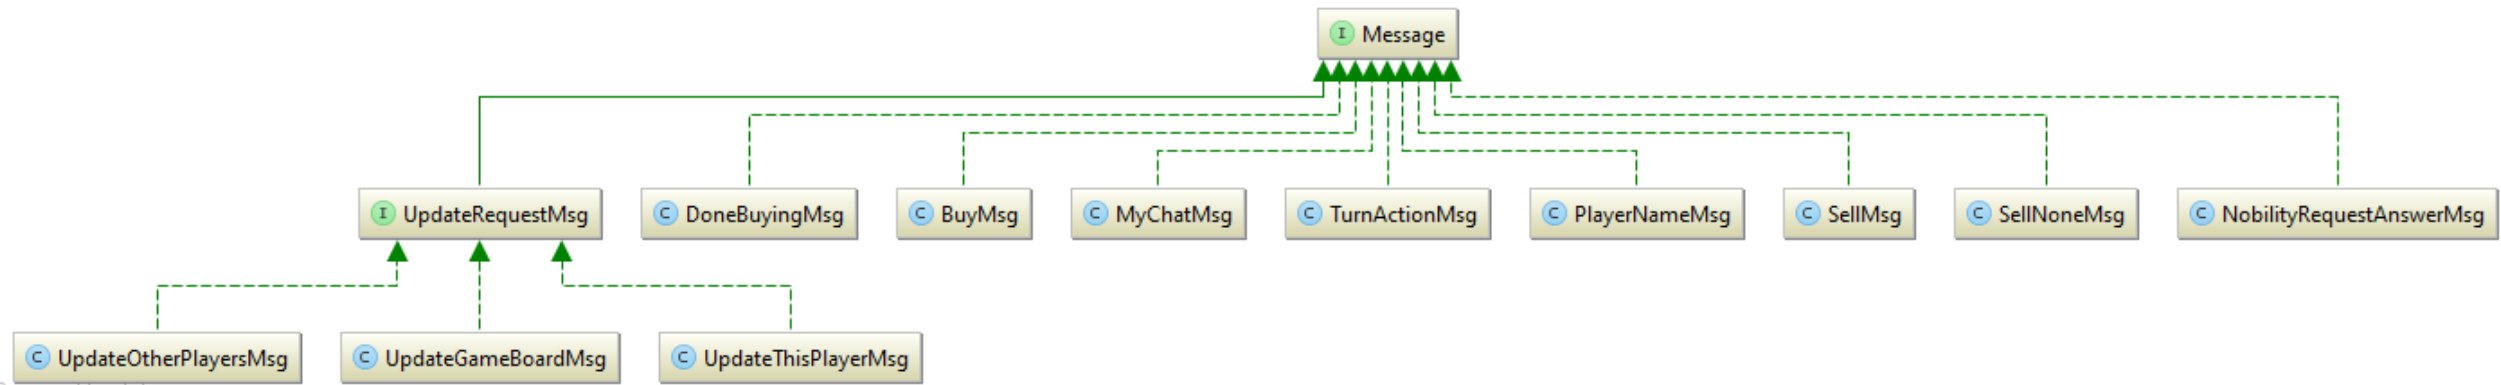 I Message
I UpdateRequestMsg
C DoneBuyingMsg
C BuyMsg
C MyChatMsg
C TurnActionMsg
C PlayerNameMsg
C SellMsg
C SellNoneMsg
C NobilityRequestAnswerMsg
C UpdateOtherPlayersMsg
C UpdateGameBoardMsg
C UpdateThisPlayerMsg